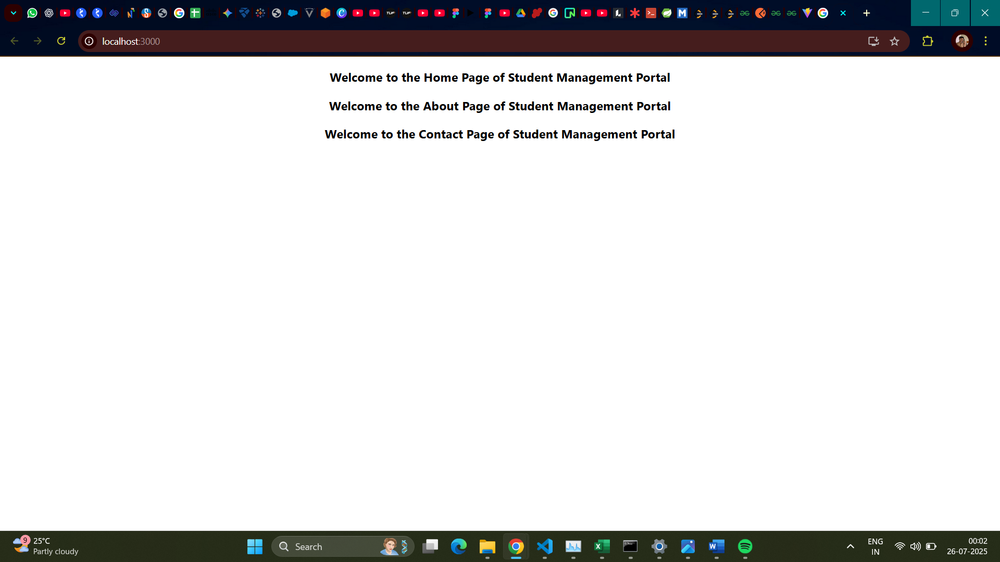 TUF TUF
localhost:3000
Welcome to the Home Page of Student Management Portal
Welcome to the About Page of Student Management Portal
Welcome to the Contact Page of Student Management Portal
9
25°C
Partly cloudy
Search
ENG
IN
00:02
26-07-2025